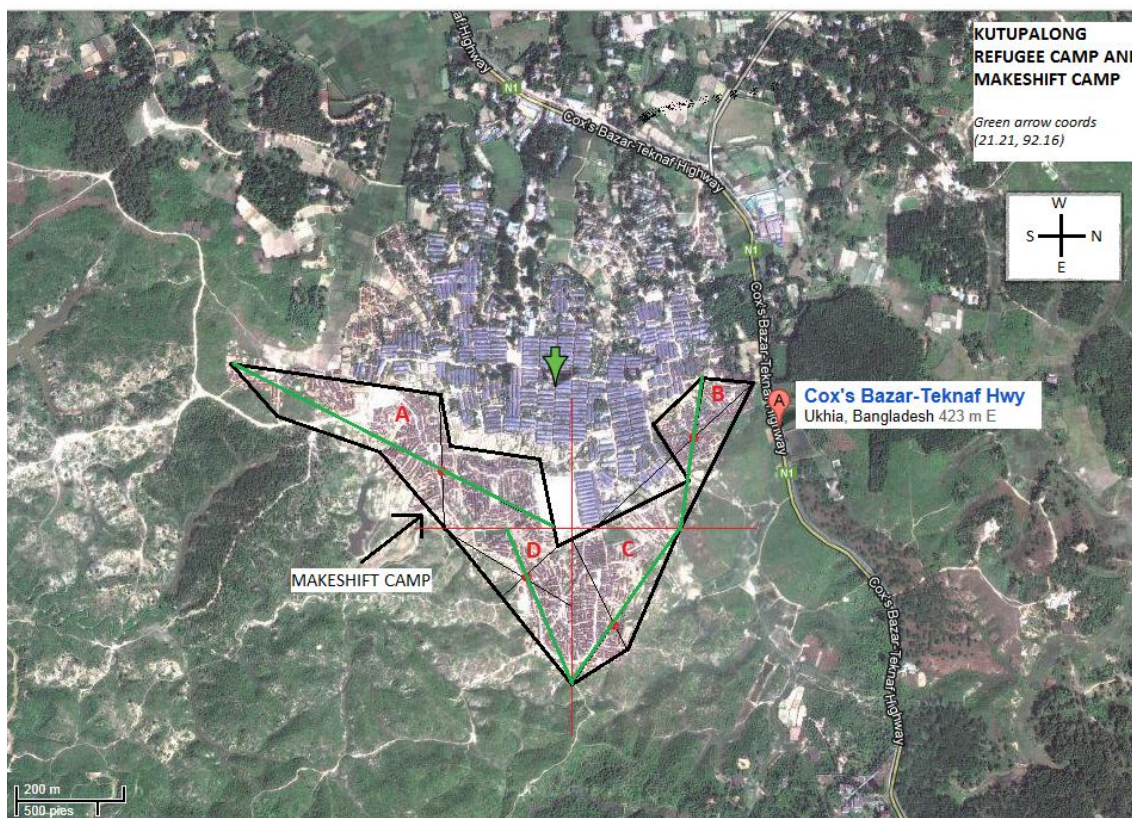 KUTUPALONG
REFUGEE CAMP AND
MAKESHIFT CAMP
Green arrow coords
(21.21, 92.16)
Highway
N1
Cox's Bazar-Teknaf Highway
N1
W
S N
E
Cox's Bazar-Teknaf Highway
A
Cox's Bazar-Teknaf Hwy
Ukhia, Bangladesh 423 m E
B
A
N1
D
C
MAKESHIFT CAMP
Cox's Bazar-Teknaf Highway
200 m
500 pies